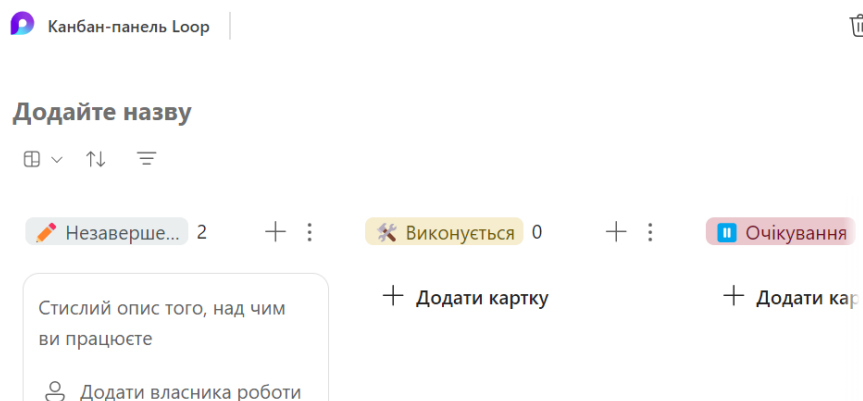 Канбан-панель Loop
Додайте назву
Незаверше... 2
Виконується 0
Очікування
Стислий опис того, над чим
ви працюєте
Додати картку
Додати кар
Додати власника роботи